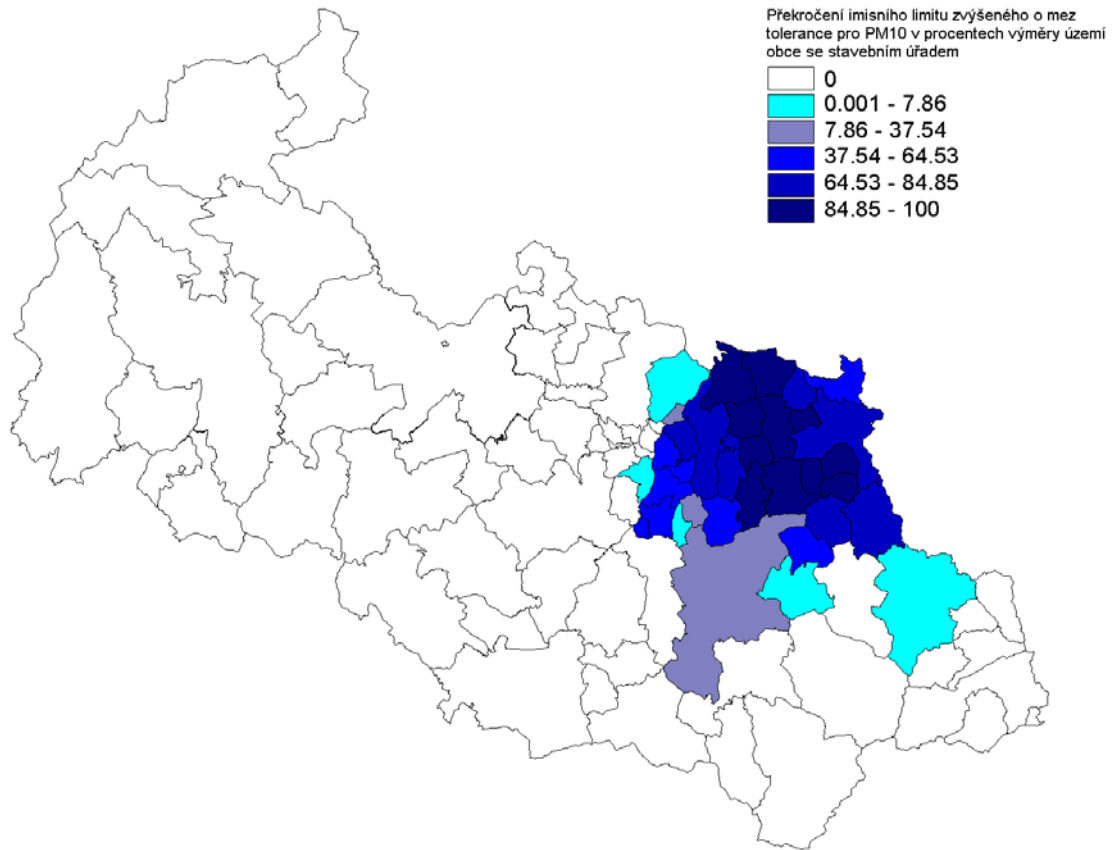 Překročení imisního limitu zvýšeného o mez
tolerance pro PM10 v procentech výměry území
obce se stavebním úřadem
0
0.001 - 7.86
7.86 - 37.54
37.54 - 64.53
64.53 - 84.85
84.85 - 100